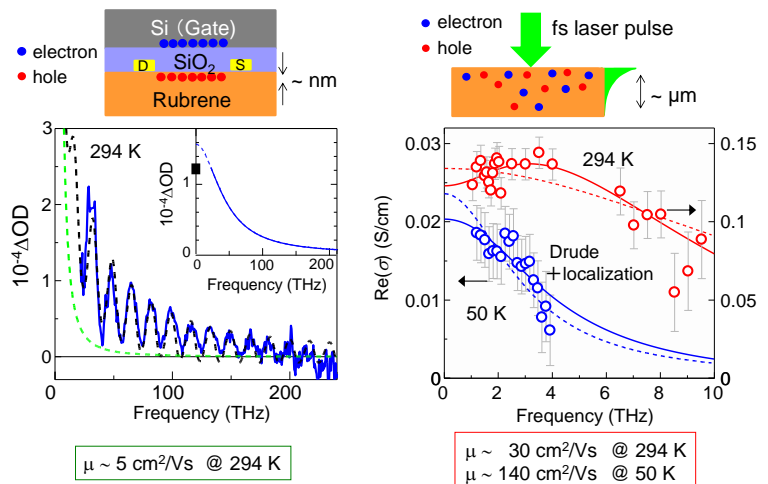 Si (Gate)
electron
hole
D
SiO2
S
~ nm
Rubrene
fs laser pulse
electron
hole
~ μm
3
2
1
0
10-4ΔOD
294 K
1
0
10-4ΔOD
0
100
200
Frequency (THz)
100
200
Frequency (THz)
0.03
0.02
0.01
0
Re(σ) (S/cm)
294 K
50 K
Drude
+localization
0.15
0.1
0.05
0
0
2
4
6
8
10
Frequency (THz)
μ ~ 5 cm2/Vs @ 294 K
μ ~ 30 cm2/Vs @ 294 K
μ ~ 140 cm2/Vs @ 50 K